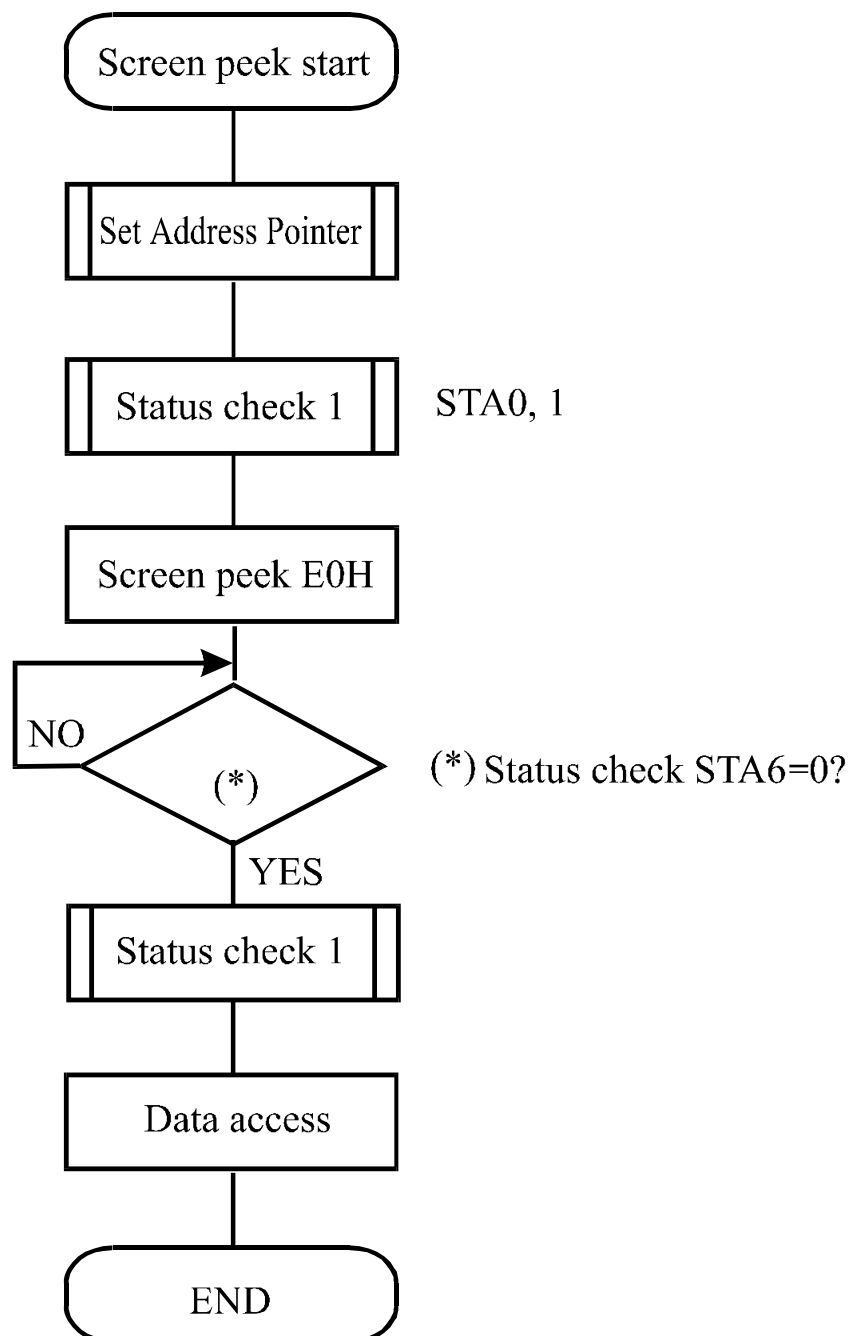 Screen peek start
Set Address Pointer
Status check 1
STA0, 1
Screen peek E0H
NO
(*)
(*) Status check STA6=0?
YES
Status check 1
Data access
END